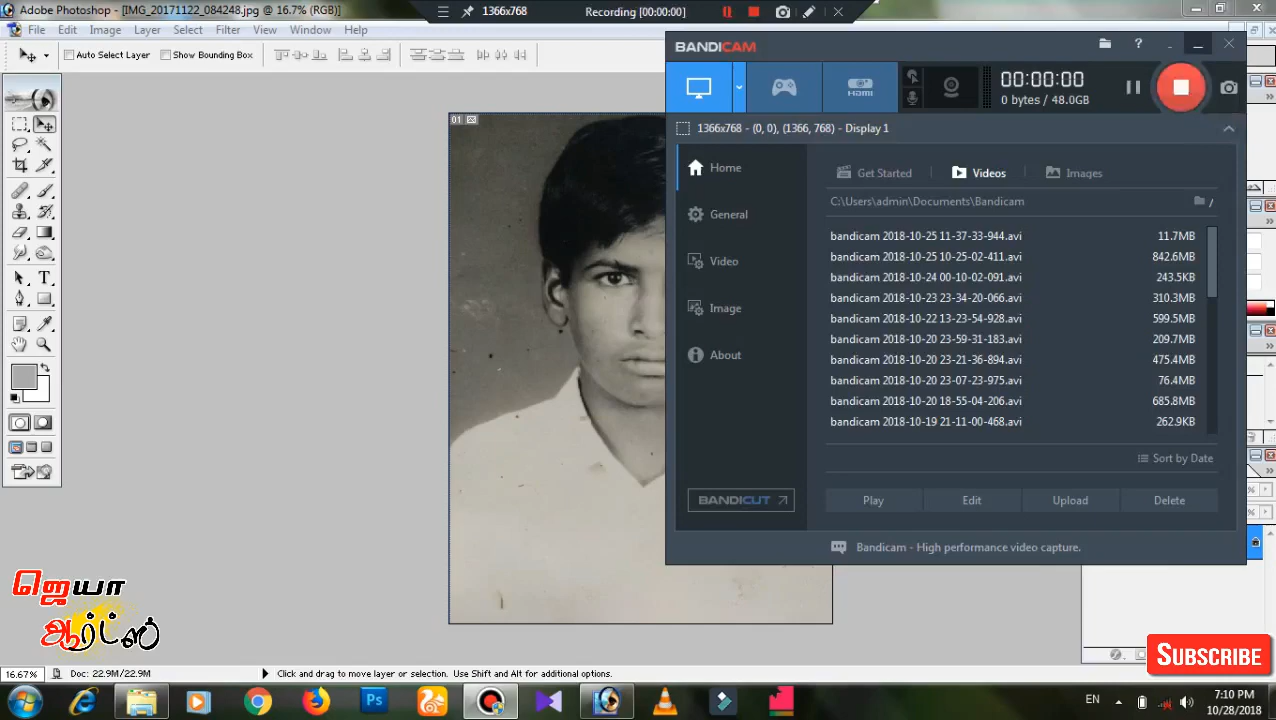 Adobe Photoshop - [IMG_20171122_084248.jpg @ 16.7% (RGB)]
1366x768
Recording [00:00:00]
File Edit Image Layer Select Filter View Window Help
Auto Select Layer
Show Bounding Box
BANDICAM
HDMI
00:00:00
0 bytes / 48.0GB
1366x768 - (0, 0), (1366, 768) - Display 1
Home
General
Video
Image
About
BANDICUT
Get Started
Videos
Images
C:\Users\admin\Documents\Bandicam
bandicam 2018-10-25 11-37-33-944.avi 11.7MB
bandicam 2018-10-25 10-25-02-411.avi 842.6MB
bandicam 2018-10-24 00-10-02-091.avi 243.5KB
bandicam 2018-10-23 23-34-20-066.avi 310.3MB
bandicam 2018-10-22 13-23-54-928.avi 599.5MB
bandicam 2018-10-20 23-59-31-183.avi 209.7MB
bandicam 2018-10-20 23-21-36-894.avi 475.4MB
bandicam 2018-10-20 23-07-23-975.avi 76.4MB
bandicam 2018-10-20 18-55-04-206.avi 685.8MB
bandicam 2018-10-19 21-11-00-468.avi 262.9KB
Sort by Date
Play Edit Upload Delete
Bandicam - High performance video capture.
01
ஜெயா
ஆர்ட்ஸ்
SUBSCRIBE
16.67%
Doc: 22.9M/22.9M
Click and drag to move layer or selection. Use Shift and Alt for additional options.
Ps
EN
7:10 PM
10/28/2018